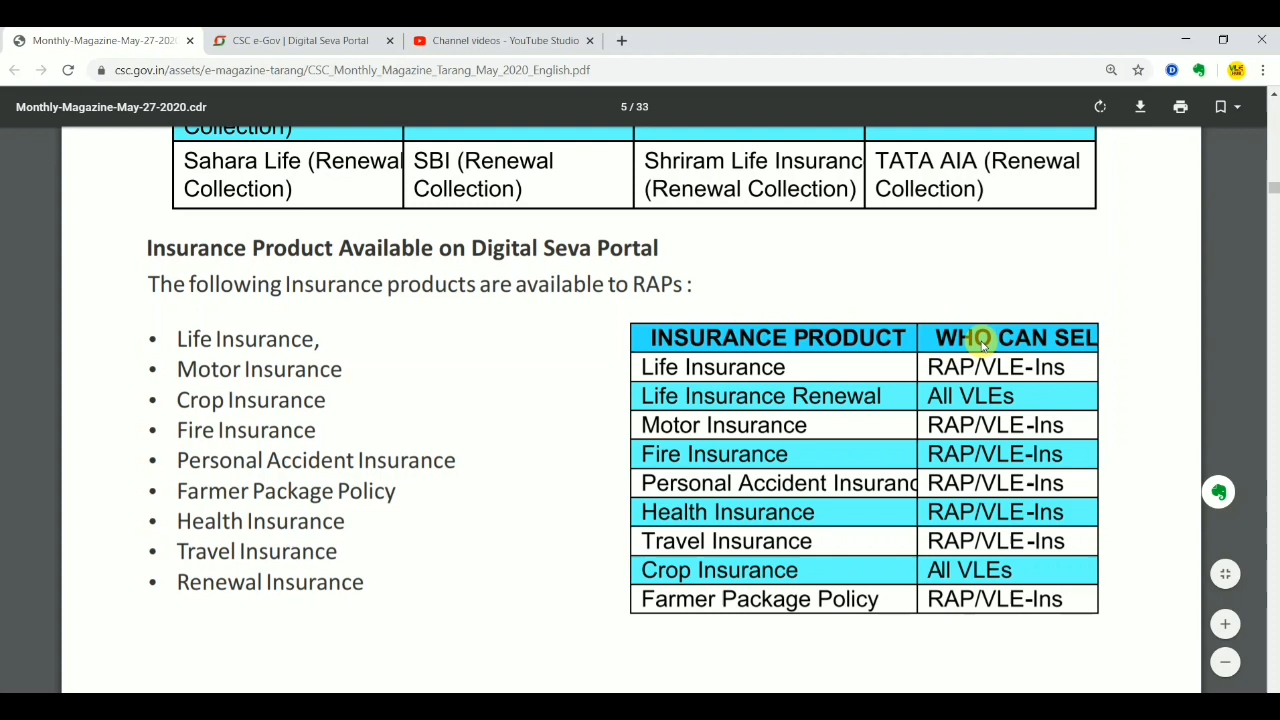 Monthly-Magazine-May-27-202
CSC e-Gov | Digital Seva Portal
Channel videos - YouTube Studio
csc.gov.in/assets/e-magazine-tarang/CSC_Monthly_Magazine_Tarang_May_2020_English.pdf
Monthly-Magazine-May-27-2020.cdr
5 / 33
Collection)
Sahara Life (Renewal Collection)
SBI (Renewal Collection)
Shriram Life Insuranc (Renewal Collection)
TATA AIA (Renewal Collection)
Insurance Product Available on Digital Seva Portal
The following Insurance products are available to RAPs :
• Life Insurance,
• Motor Insurance
• Crop Insurance
• Fire Insurance
• Personal Accident Insurance
• Farmer Package Policy
• Health Insurance
• Travel Insurance
• Renewal Insurance
INSURANCE PRODUCT WHO CAN SEL
Life Insurance RAP/VLE-Ins
Life Insurance Renewal All VLEs
Motor Insurance RAP/VLE-Ins
Fire Insurance RAP/VLE-Ins
Personal Accident Insuranc RAP/VLE-Ins
Health Insurance RAP/VLE-Ins
Travel Insurance RAP/VLE-Ins
Crop Insurance All VLEs
Farmer Package Policy RAP/VLE-Ins